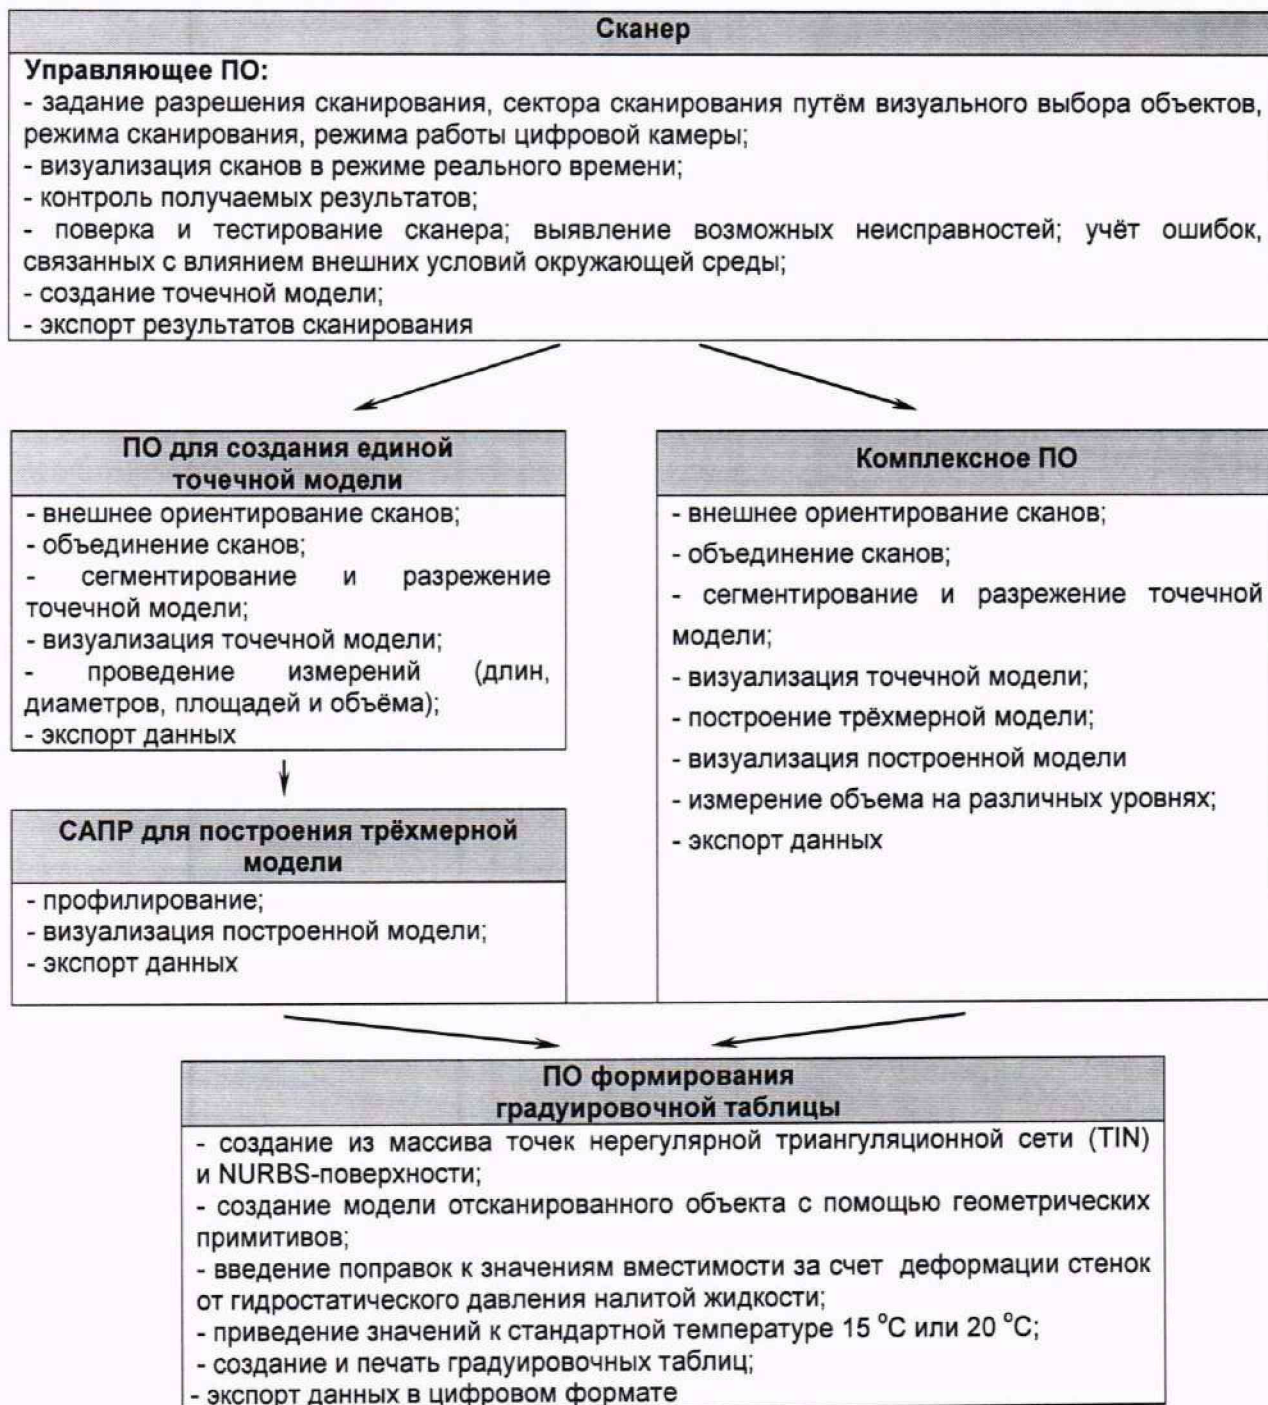 Сканер
Управляющее ПО:
- задание разрешения сканирования, сектора сканирования путём визуального выбора объектов,
режима сканирования, режима работы цифровой камеры;
- визуализация сканов в режиме реального времени;
- контроль получаемых результатов;
- поверка и тестирование сканера; выявление возможных неисправностей; учёт ошибок,
связанных с влиянием внешних условий окружающей среды;
- создание точечной модели;
- экспорт результатов сканирования
ПО для создания единой
точечной модели
- внешнее ориентирование сканов;
- объединение сканов;
- сегментирование и разрежение
точечной модели;
- визуализация точечной модели;
- проведение измерений (длин,
диаметров, площадей и объёма);
- экспорт данных
САПР для построения трёхмерной
модели
- профилирование;
- визуализация построенной модели;
- экспорт данных
Комплексное ПО
- внешнее ориентирование сканов;
- объединение сканов;
- сегментирование и разрежение точечной
модели;
- визуализация точечной модели;
- построение трёхмерной модели;
- визуализация построенной модели
- измерение объема на различных уровнях;
- экспорт данных
ПО формирования
градуировочной таблицы
- создание из массива точек нерегулярной триангуляционной сети (TIN)
и NURBS-поверхности;
- создание модели отсканированного объекта с помощью геометрических
примитивов;
- введение поправок к значениям вместимости за счет деформации стенок
от гидростатического давления налитой жидкости;
- приведение значений к стандартной температуре 15 °C или 20 °C;
- создание и печать градуировочных таблиц;
- экспорт данных в цифровом формате